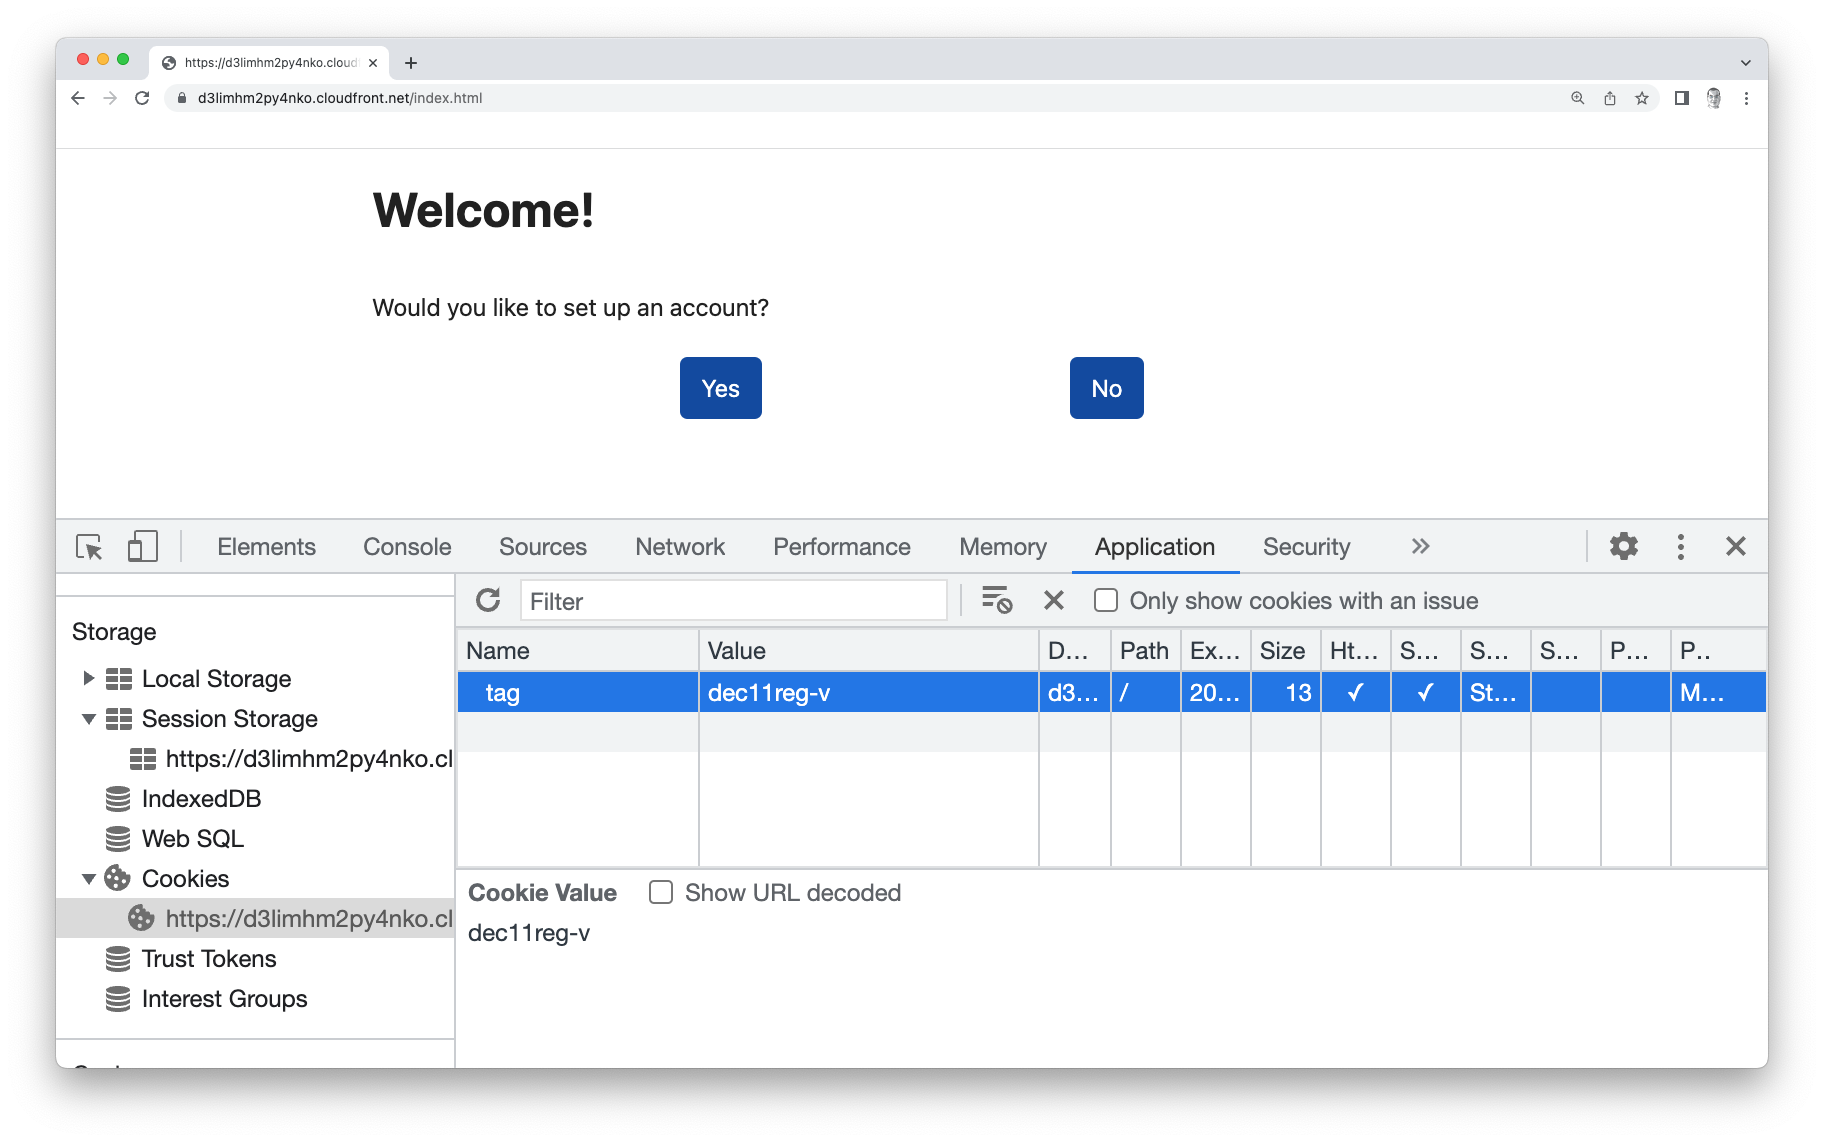 https://d3limhm2py4nko.cloud
d3limhm2py4nko.cloudfront.net/index.html
Welcome!
Would you like to set up an account?
Yes No
Elements Console Sources Network Performance Memory Application Security
Filter Only show cookies with an issue
Storage
Local Storage
Session Storage
https://d3limhm2py4nko.cl
IndexedDB
Web SQL
Cookies
https://d3limhm2py4nko.cl
Trust Tokens
Interest Groups
Name Value D... Path Ex... Size Ht... S... S... S... P... P..
tag dec11reg-v d3... / 20... 13 ✓ ✓ St... M...
Cookie Value Show URL decoded
dec11reg-v